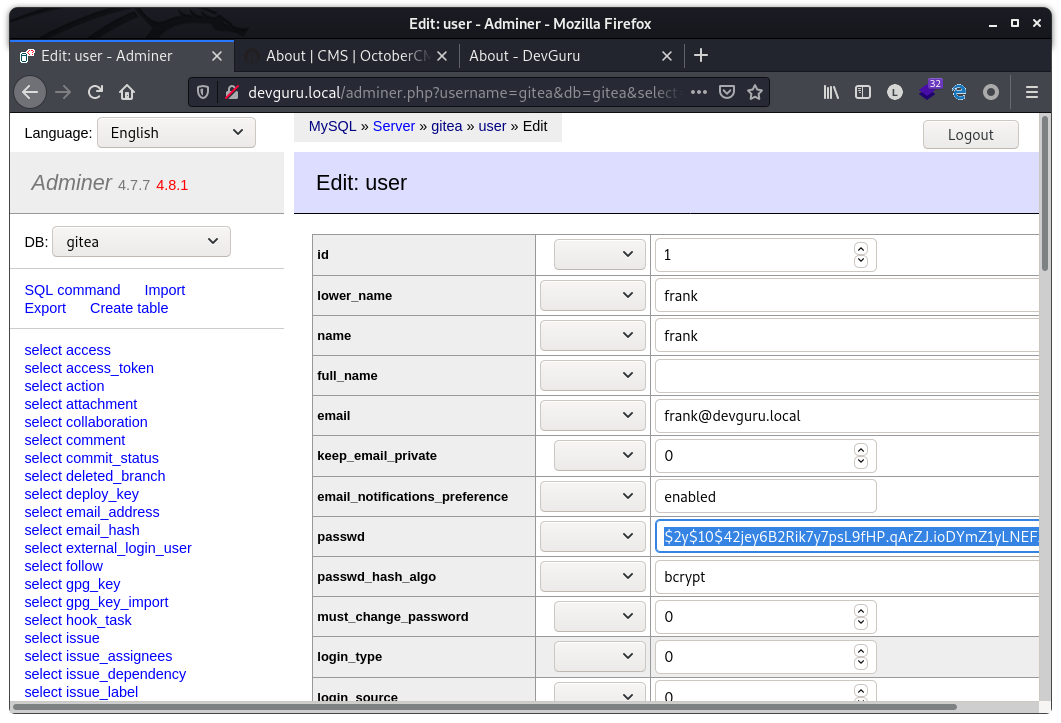 Edit: user - Adminer - Mozilla Firefox
Edit: user - Adminer
About | CMS | OctoberCM
About - DevGuru
devguru.local/adminer.php?username=gitea&db=gitea&select
32
Language: English
MySQL » Server » gitea » user » Edit
Logout
Adminer 4.7.7 4.8.1
Edit: user
DB: gitea
SQL command Import
Export Create table
select access
select access_token
select action
select attachment
select collaboration
select comment
select commit_status
select deleted_branch
select deploy_key
select email_address
select email_hash
select external_login_user
select follow
select gpg_key
select gpg_key_import
select hook_task
select issue
select issue_assignees
select issue_dependency
select issue_label
id 1
lower_name frank
name frank
full_name
email frank@devguru.local
keep_email_private 0
email_notifications_preference enabled
passwd $2y$10$42jey6B2Rik7y7psL9fHP.qArZJ.ioDYmZ1yLNEF
passwd_hash_algo bcrypt
must_change_password 0
login_type 0
login_source 0